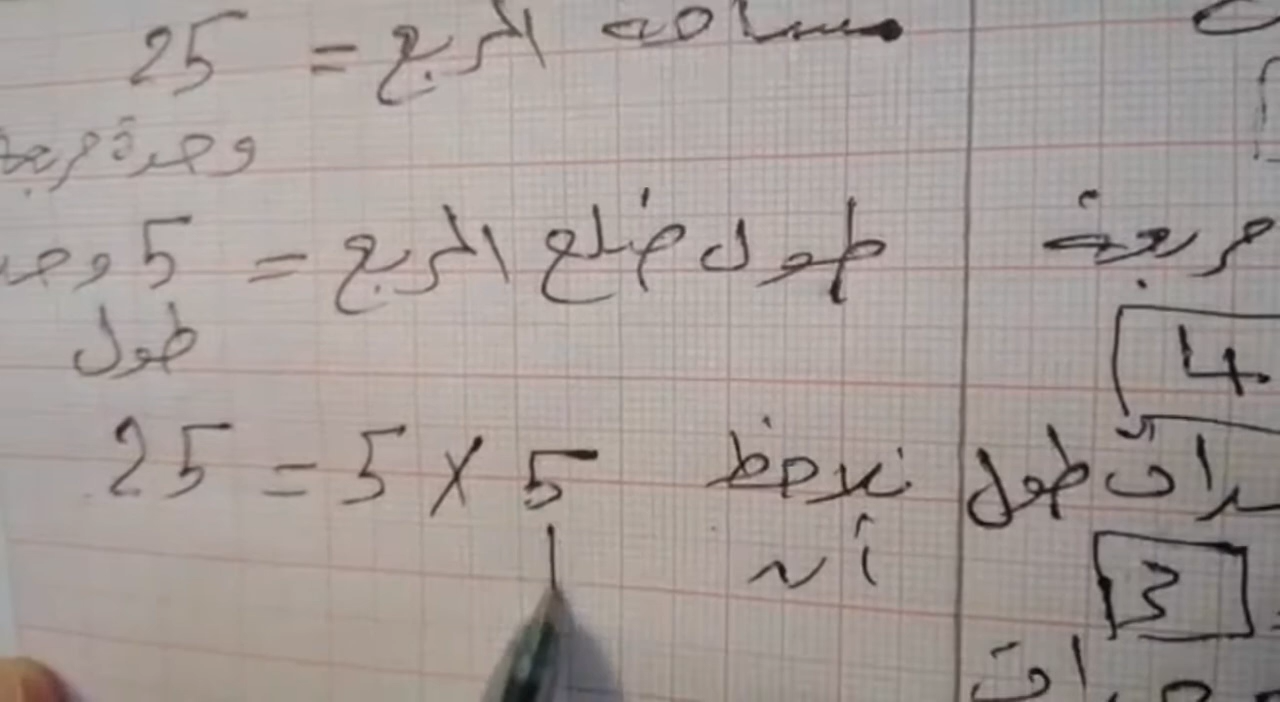 مساحة المربع = 25
وحدة مربعة
طول ضلع المربع = 5 وحد
طول
نلاحظ 5 × 5 = 25
أن
مربعة
4
طول
3